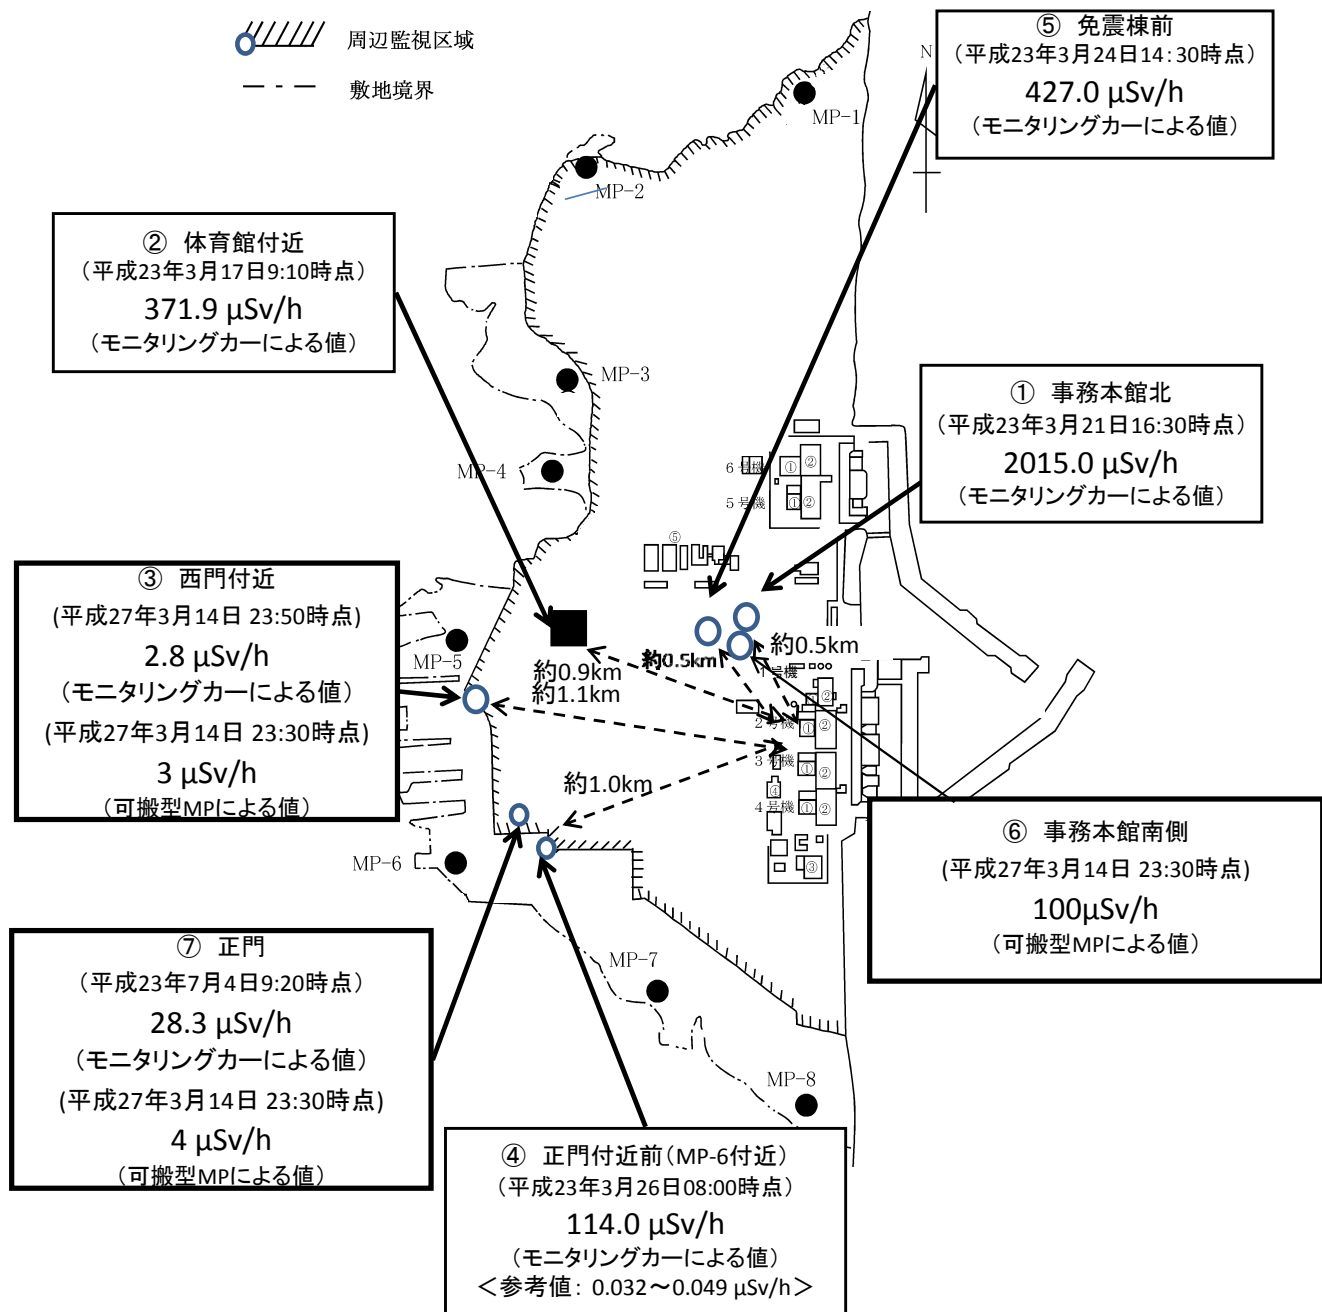 周辺監視区域
敷地境界
⑤ 免震棟前
(平成23年3月24日14:30時点)
427.0 μSv/h
(モニタリングカーによる値)
N
MP-1
MP-2
② 体育館付近
(平成23年3月17日9:10時点)
371.9 μSv/h
(モニタリングカーによる値)
MP-3
① 事務本館北
(平成23年3月21日16:30時点)
2015.0 μSv/h
(モニタリングカーによる値)
MP-4
6号機
① ②
5号機
① ②
⑤
③ 西門付近
(平成27年3月14日 23:50時点)
2.8 μSv/h
(モニタリングカーによる値)
(平成27年3月14日 23:30時点)
3 μSv/h
(可搬型MPによる値)
MP-5
約0.9km
約1.1km
約0.5km
約0.5km
1号機
②
2号機
① ②
3号機
① ②
④
4号機
① ②
③
約1.0km
MP-6
⑥ 事務本館南側
(平成27年3月14日 23:30時点)
100μSv/h
(可搬型MPによる値)
⑦ 正門
(平成23年7月4日9:20時点)
28.3 μSv/h
(モニタリングカーによる値)
(平成27年3月14日 23:30時点)
4 μSv/h
(可搬型MPによる値)
MP-7
MP-8
④ 正門付近前(MP-6付近)
(平成23年3月26日08:00時点)
114.0 μSv/h
(モニタリングカーによる値)
<参考値: 0.032~0.049 μSv/h>